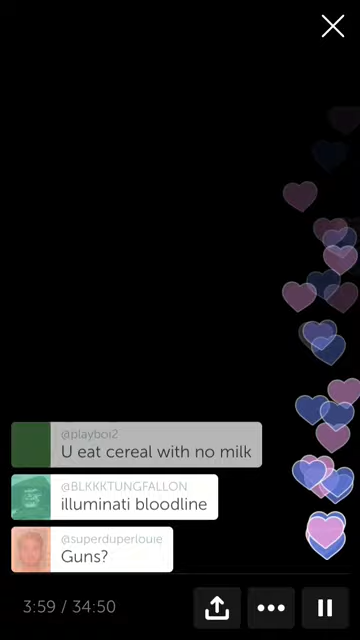 @playboi2
U eat cereal with no milk
@BLKKKTUNGFALLON
illuminati bloodline
@superduperlouie
Guns?
3:59 / 34:50